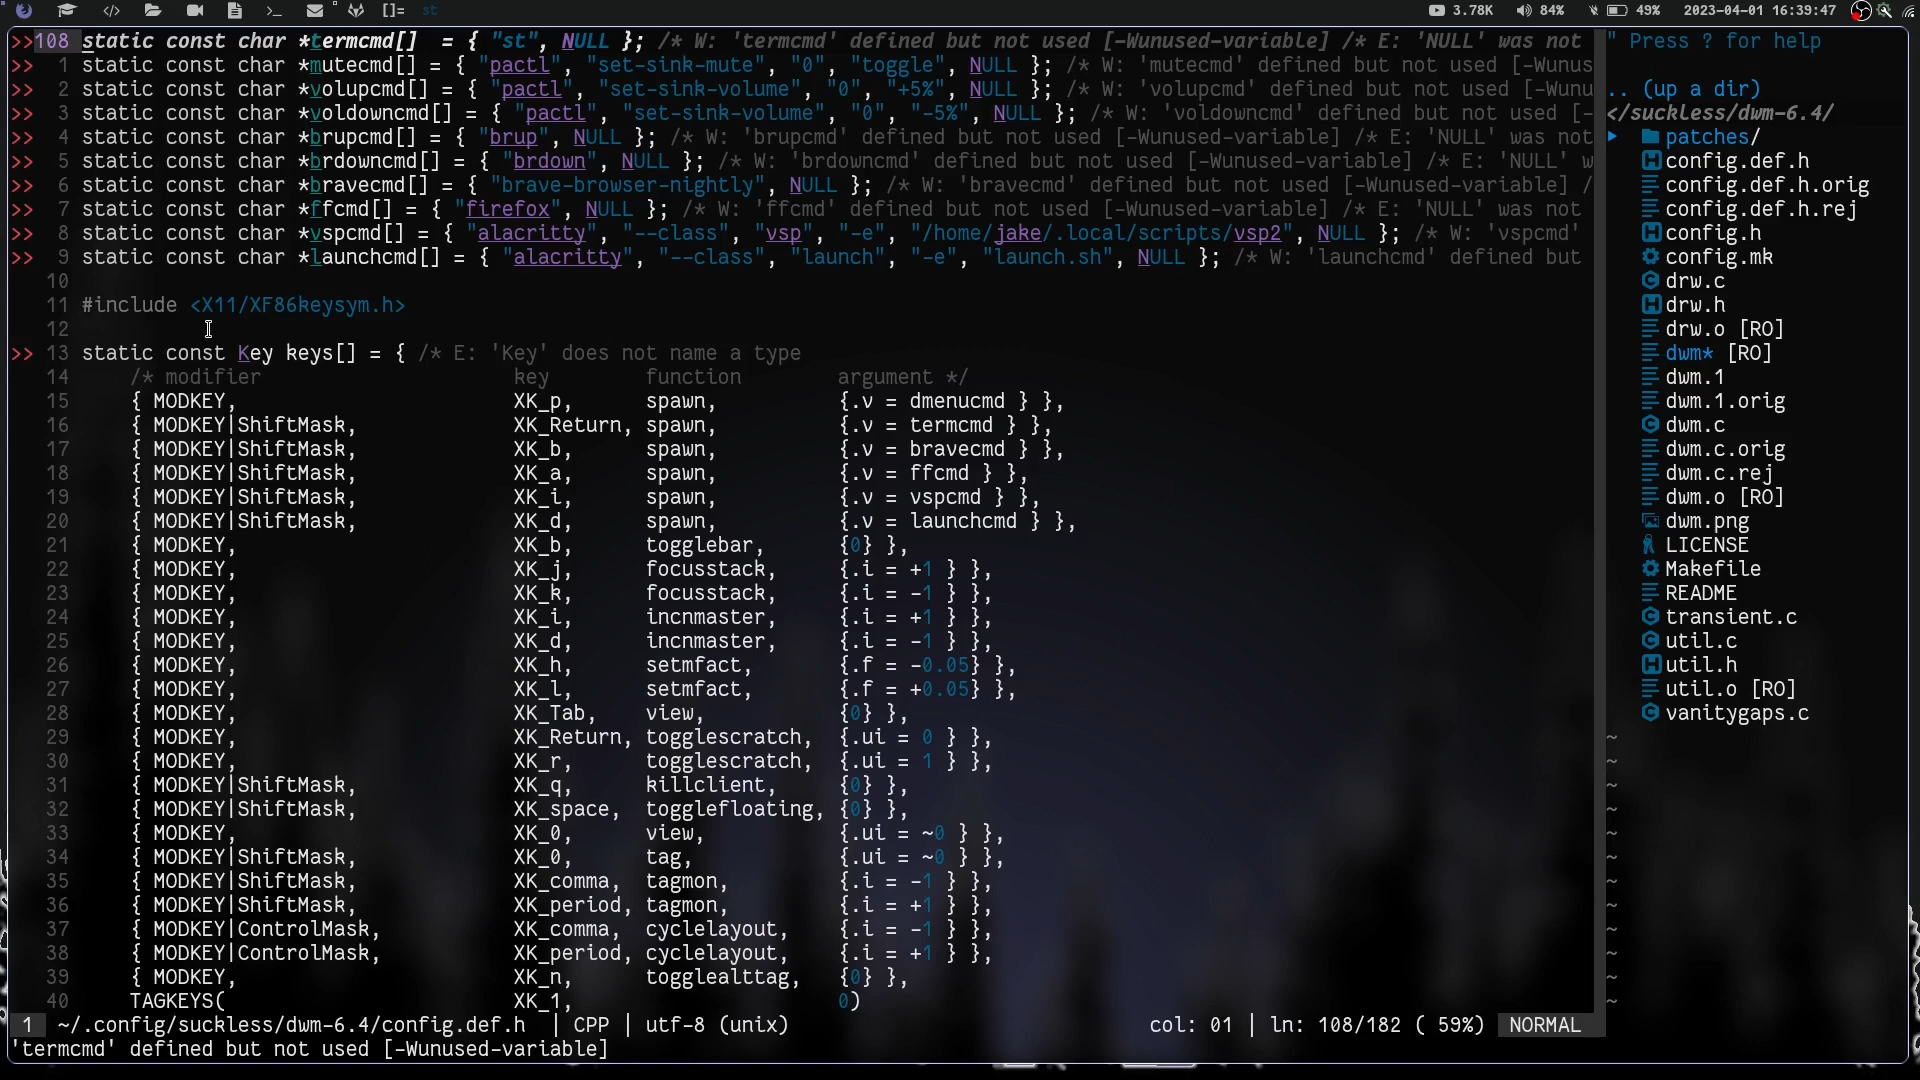 []= st 3.78K 84% 49% 2023-04-01 16:39:47
>>108 static const char *termcmd[]  = { "st", NULL }; /* W: 'termcmd' defined but not used [-Wunused-variable] /* E: 'NULL' was not
>> 1 static const char *mutecmd[] = { "pactl", "set-sink-mute", "0", "toggle", NULL }; /* W: 'mutecmd' defined but not used [-Wunus
>> 2 static const char *volupcmd[] = { "pactl", "set-sink-volume", "0", "+5%", NULL }; /* W: 'volupcmd' defined but not used [-Wunu
>> 3 static const char *voldowncmd[] = { "pactl", "set-sink-volume", "0", "-5%", NULL }; /* W: 'voldowncmd' defined but not used [-
>> 4 static const char *brupcmd[] = { "brup", NULL }; /* W: 'brupcmd' defined but not used [-Wunused-variable] /* E: 'NULL' was not
>> 5 static const char *brdowncmd[] = { "brdown", NULL }; /* W: 'brdowncmd' defined but not used [-Wunused-variable] /* E: 'NULL' w
>> 6 static const char *bravecmd[] = { "brave-browser-nightly", NULL }; /* W: 'bravecmd' defined but not used [-Wunused-variable] /
>> 7 static const char *ffcmd[] = { "firefox", NULL }; /* W: 'ffcmd' defined but not used [-Wunused-variable] /* E: 'NULL' was not
>> 8 static const char *vspcmd[] = { "alacritty", "--class", "vsp", "-e", "/home/jake/.local/scripts/vsp2", NULL }; /* W: 'vspcmd'
>> 9 static const char *launchcmd[] = { "alacritty", "--class", "launch", "-e", "launch.sh", NULL }; /* W: 'launchcmd' defined but
10
11 #include <X11/XF86keysym.h>
12
>> 13 static const Key keys[] = { /* E: 'Key' does not name a type
14 /* modifier key function argument */
15 { MODKEY, XK_p, spawn, {.v = dmenucmd } },
16 { MODKEY|ShiftMask, XK_Return, spawn, {.v = termcmd } },
17 { MODKEY|ShiftMask, XK_b, spawn, {.v = bravecmd } },
18 { MODKEY|ShiftMask, XK_a, spawn, {.v = ffcmd } },
19 { MODKEY|ShiftMask, XK_i, spawn, {.v = vspcmd } },
20 { MODKEY|ShiftMask, XK_d, spawn, {.v = launchcmd } },
21 { MODKEY, XK_b, togglebar, {0} },
22 { MODKEY, XK_j, focusstack, {.i = +1 } },
23 { MODKEY, XK_k, focusstack, {.i = -1 } },
24 { MODKEY, XK_i, incnmaster, {.i = +1 } },
25 { MODKEY, XK_d, incnmaster, {.i = -1 } },
26 { MODKEY, XK_h, setmfact, {.f = -0.05} },
27 { MODKEY, XK_l, setmfact, {.f = +0.05} },
28 { MODKEY, XK_Tab, view, {0} },
29 { MODKEY, XK_Return, togglescratch, {.ui = 0 } },
30 { MODKEY, XK_r, togglescratch, {.ui = 1 } },
31 { MODKEY|ShiftMask, XK_q, killclient, {0} },
32 { MODKEY|ShiftMask, XK_space, togglefloating, {0} },
33 { MODKEY, XK_0, view, {.ui = ~0 } },
34 { MODKEY|ShiftMask, XK_0, tag, {.ui = ~0 } },
35 { MODKEY|ShiftMask, XK_comma, tagmon, {.i = -1 } },
36 { MODKEY|ShiftMask, XK_period, tagmon, {.i = +1 } },
37 { MODKEY|ControlMask, XK_comma, cyclelayout, {.i = -1 } },
38 { MODKEY|ControlMask, XK_period, cyclelayout, {.i = +1 } },
39 { MODKEY, XK_n, togglealttag, {0} },
40 TAGKEYS( XK_1, 0)
1 ~/.config/suckless/dwm-6.4/config.def.h | CPP | utf-8 (unix) col: 01 | ln: 108/182 ( 59%) NORMAL
'termcmd' defined but not used [-Wunused-variable]
" Press ? for help
.. (up a dir)
</suckless/dwm-6.4/
patches/
config.def.h
config.def.h.orig
config.def.h.rej
config.h
config.mk
drw.c
drw.h
drw.o [RO]
dwm* [RO]
dwm.1
dwm.1.orig
dwm.c
dwm.c.orig
dwm.c.rej
dwm.o [RO]
dwm.png
LICENSE
Makefile
README
transient.c
util.c
util.h
util.o [RO]
vanitygaps.c
~
~
~
~
~
~
~
~
~
~
~
~